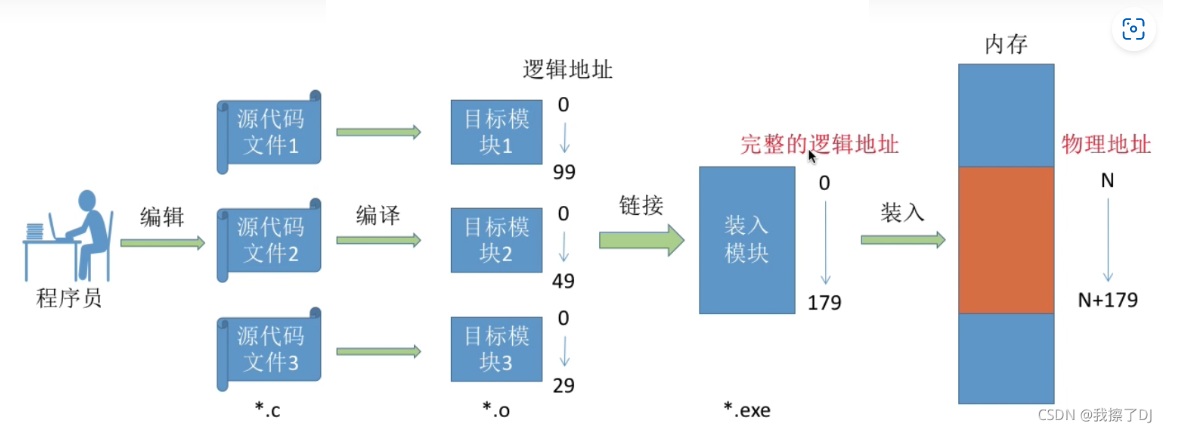 内存
逻辑地址
源代码
文件1
目标模
块1
0
99
完整的逻辑地址
物理地址
0
N
编辑
源代码
文件2
编译
目标模
块2
0
49
链接
装入
模块
装入
179
N+179
程序员
源代码
文件3
目标模
块3
0
29
*.c
*.o
*.exe
CSDN @我擦了DJ